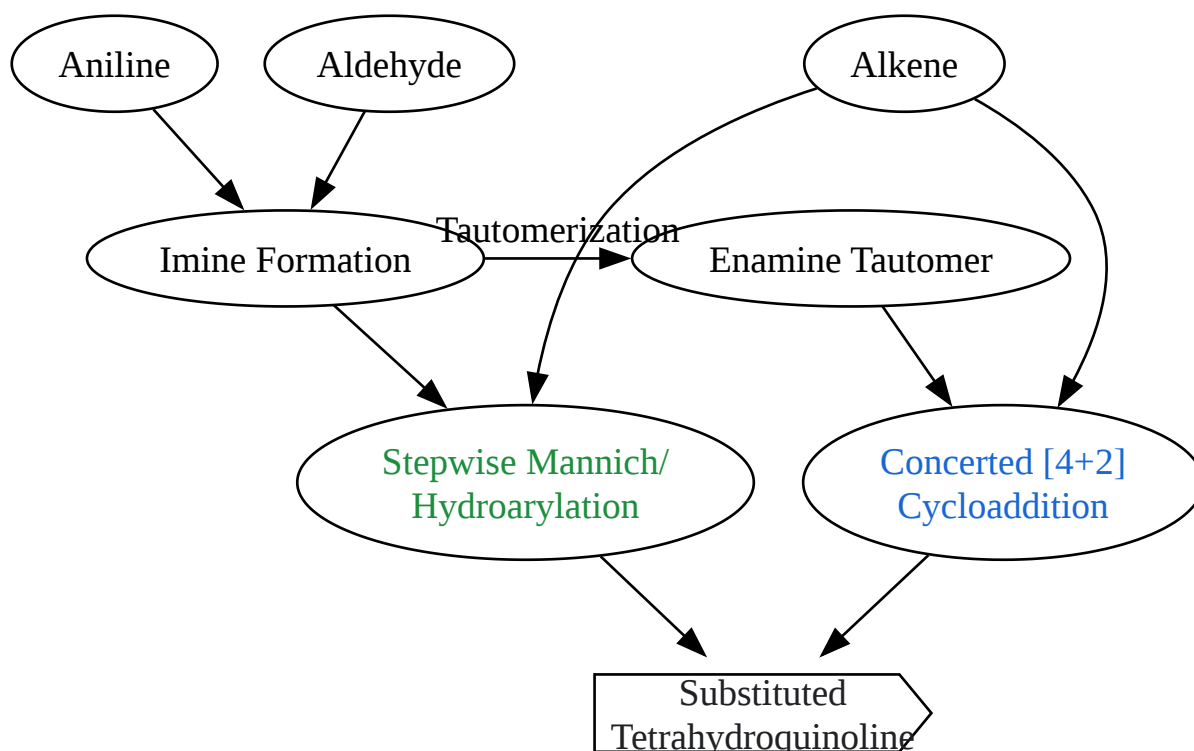 Aniline
Aldehyde
Alkene
Tautomerization
Imine Formation
Enamine Tautomer
Stepwise Mannich/
Hydroarylation
Concerted [4+2]
Cycloaddition
Substituted
Tetrahydroquinoline